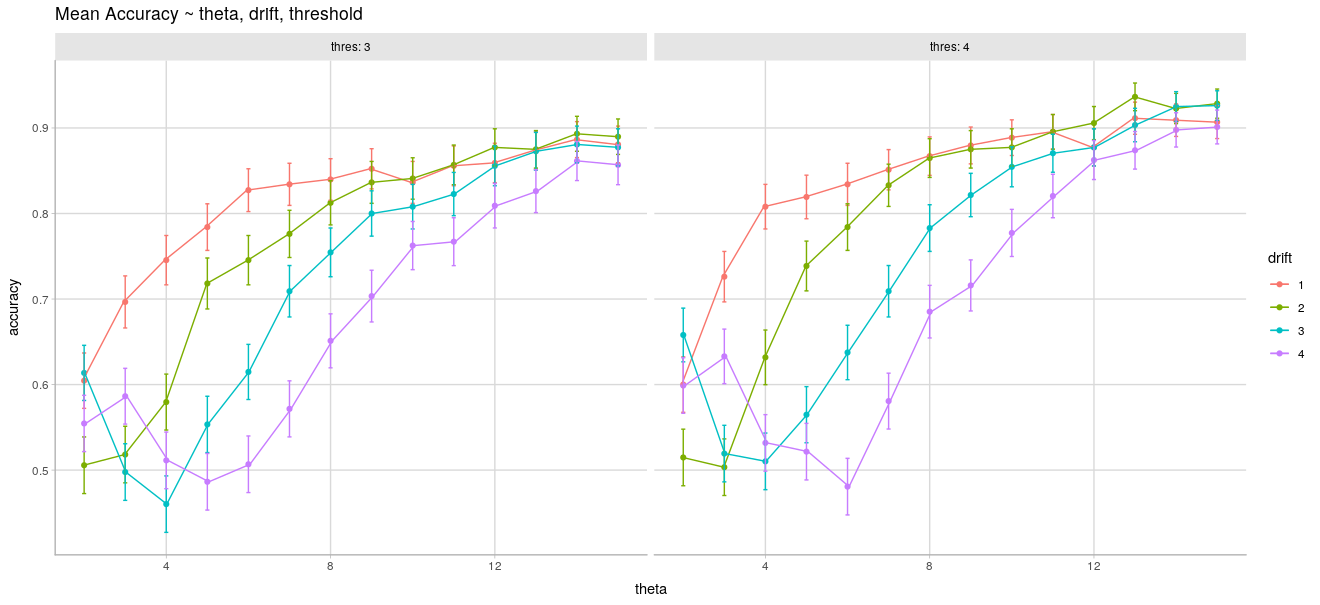 Mean Accuracy ~ theta, drift, threshold
thres: 3
thres: 4
accuracy
0.9
0.8
0.7
0.6
0.5
4
8
12
4
8
12
theta
drift
1
2
3
4